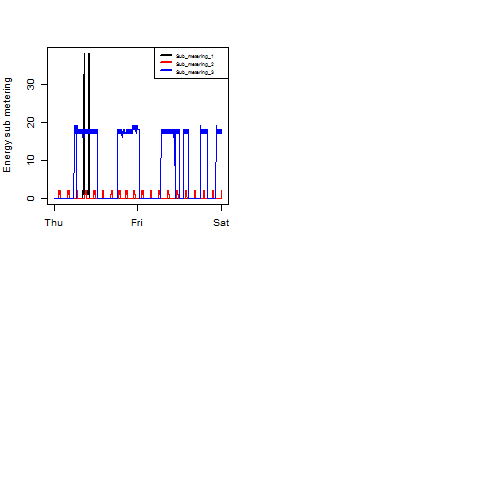 Sub_metering_1
Sub_metering_2
Sub_metering_3
Energy sub metering
30
20
10
0
Thu Fri Sat